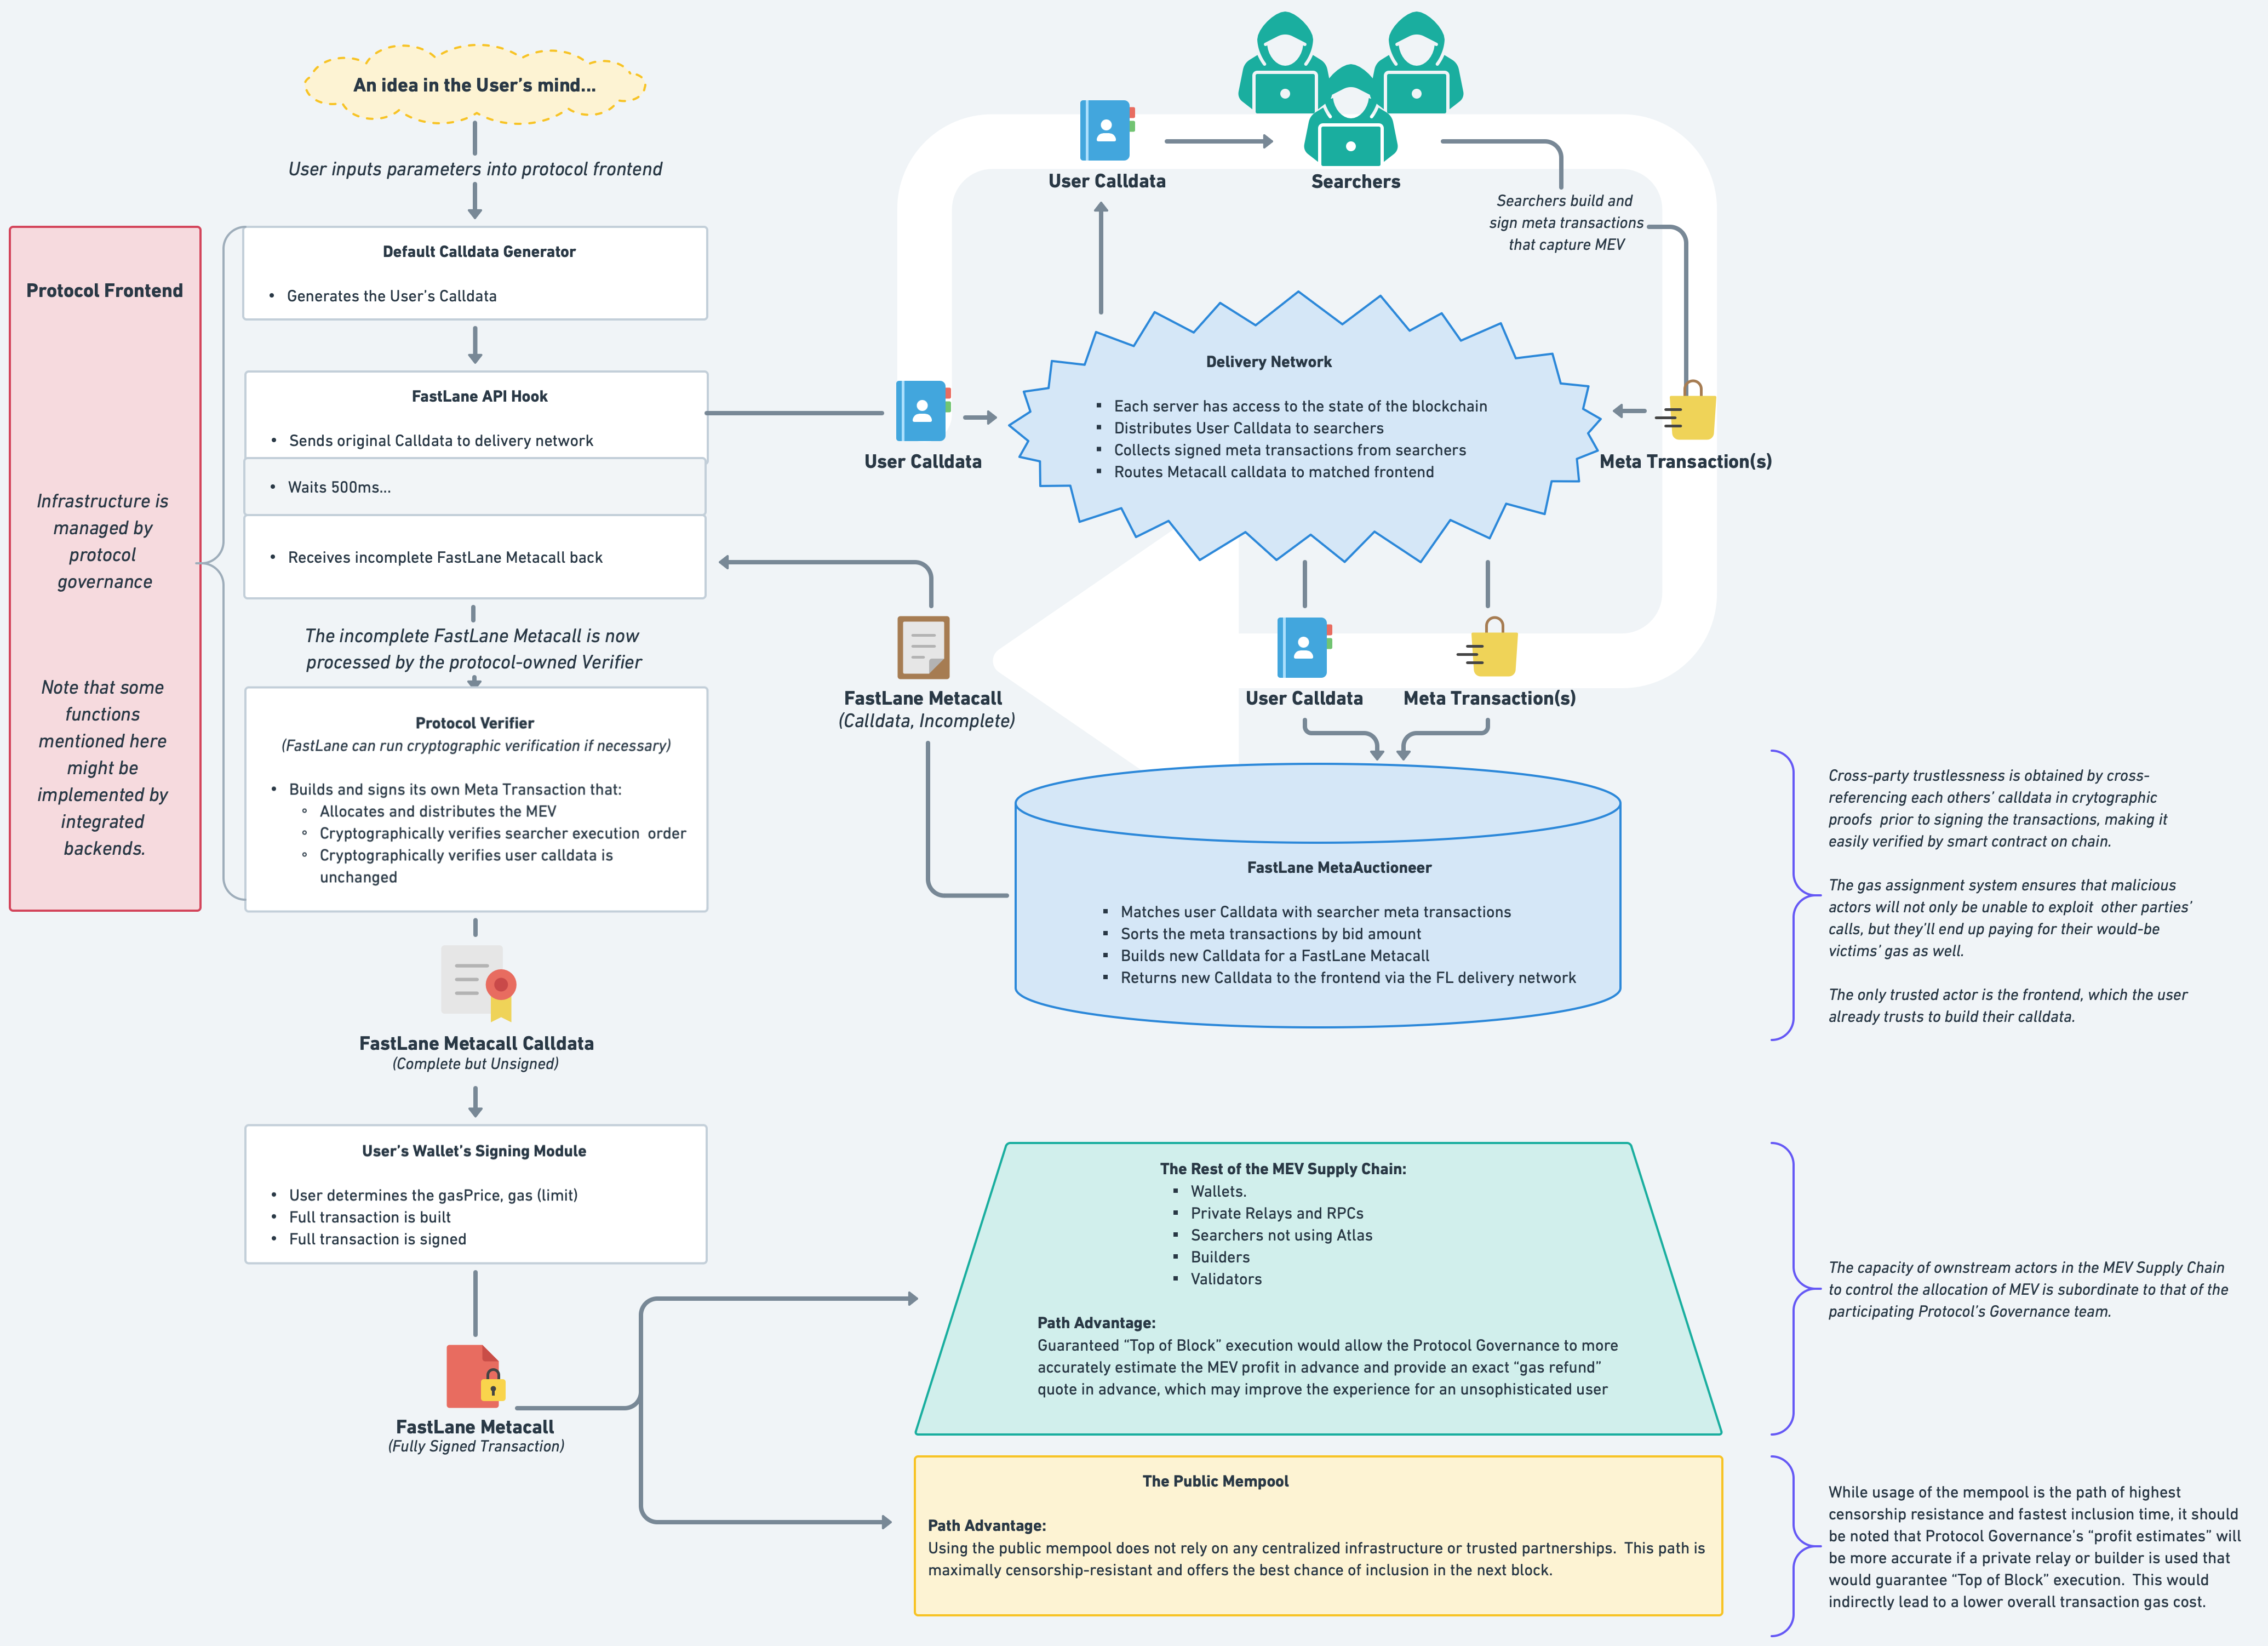 An idea in the User's mind...
User inputs parameters into protocol frontend
Protocol Frontend
Infrastructure is
managed by
protocol
governance
Note that some
functions
mentioned here
might be
implemented by
integrated
backends.
Default Calldata Generator
• Generates the User's Calldata
FastLane API Hook
• Sends original Calldata to delivery network
• Waits 500ms...
• Receives incomplete FastLane Metacall back
The incomplete FastLane Metacall is now
processed by the protocol-owned Verifier
Protocol Verifier
(FastLane can run cryptographic verification if necessary)
• Builds and signs its own Meta Transaction that:
◦ Allocates and distributes the MEV
◦ Cryptographically verifies searcher execution order
◦ Cryptographically verifies user calldata is
unchanged
FastLane Metacall Calldata
(Complete but Unsigned)
User's Wallet's Signing Module
• User determines the gasPrice, gas (limit)
• Full transaction is built
• Full transaction is signed
FastLane Metacall
(Fully Signed Transaction)
User Calldata
Searchers
Searchers build and
sign meta transactions
that capture MEV
User Calldata
Delivery Network
▪ Each server has access to the state of the blockchain
▪ Distributes User Calldata to searchers
▪ Collects signed meta transactions from searchers
▪ Routes Metacall calldata to matched frontend
Meta Transaction(s)
FastLane Metacall
(Calldata, Incomplete)
User Calldata
Meta Transaction(s)
FastLane MetaAuctioneer
▪ Matches user Calldata with searcher meta transactions
▪ Sorts the meta transactions by bid amount
▪ Builds new Calldata for a FastLane Metacall
▪ Returns new Calldata to the frontend via the FL delivery network
Cross-party trustlessness is obtained by cross-
referencing each others' calldata in crytographic
proofs prior to signing the transactions, making it
easily verified by smart contract on chain.
The gas assignment system ensures that malicious
actors will not only be unable to exploit other parties'
calls, but they'll end up paying for their would-be
victims' gas as well.
The only trusted actor is the frontend, which the user
already trusts to build their calldata.
The Rest of the MEV Supply Chain:
▪ Wallets.
▪ Private Relays and RPCs
▪ Searchers not using Atlas
▪ Builders
▪ Validators
Path Advantage:
Guaranteed “Top of Block” execution would allow the Protocol Governance to more
accurately estimate the MEV profit in advance and provide an exact “gas refund”
quote in advance, which may improve the experience for an unsophisticated user
The capacity of ownstream actors in the MEV Supply Chain
to control the allocation of MEV is subordinate to that of the
participating Protocol's Governance team.
The Public Mempool
Path Advantage:
Using the public mempool does not rely on any centralized infrastructure or trusted partnerships. This path is
maximally censorship-resistant and offers the best chance of inclusion in the next block.
While usage of the mempool is the path of highest
censorship resistance and fastest inclusion time, it should
be noted that Protocol Governance's “profit estimates” will
be more accurate if a private relay or builder is used that
would guarantee “Top of Block” execution. This would
indirectly lead to a lower overall transaction gas cost.